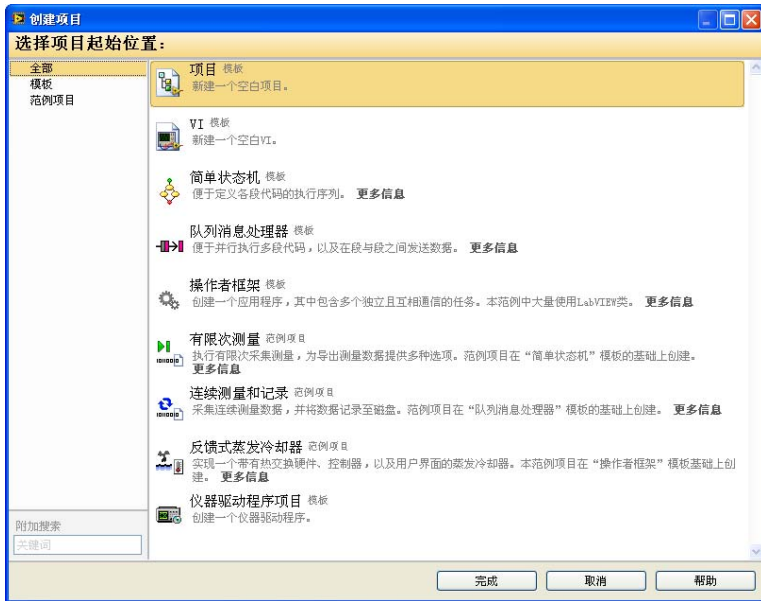 创建项目
选择项目起始位置：
全部
模板
范例项目
项目 模板
新建一个空白项目。
VI 模板
新建一个空白VI。
简单状态机 模板
便于定义各段代码的执行序列。 更多信息
队列消息处理器 模板
便于并行执行多段代码，以及在段与段之间发送数据。 更多信息
操作者框架 模板
创建一个应用程序，其中包含多个独立且互相通信的任务。本范例中大量使用LabVIEW类。 更多信息
有限次测量 范例项目
执行有限次采集测量，为导出测量数据提供多种选项。范例项目在“简单状态机”模板的基础上创建。
更多信息
连续测量和记录 范例项目
采集连续测量数据，并将数据记录至磁盘。范例项目在“队列消息处理器”模板的基础上创建。 更多信息
反馈式蒸发冷却器 范例项目
实现一个带有热交换硬件、控制器，以及用户界面的蒸发冷却器。本范例项目在“操作者框架”模板基础上创
建。 更多信息
仪器驱动程序项目 模板
创建一个仪器驱动程序。
附加搜索
关键词
完成
取消
帮助